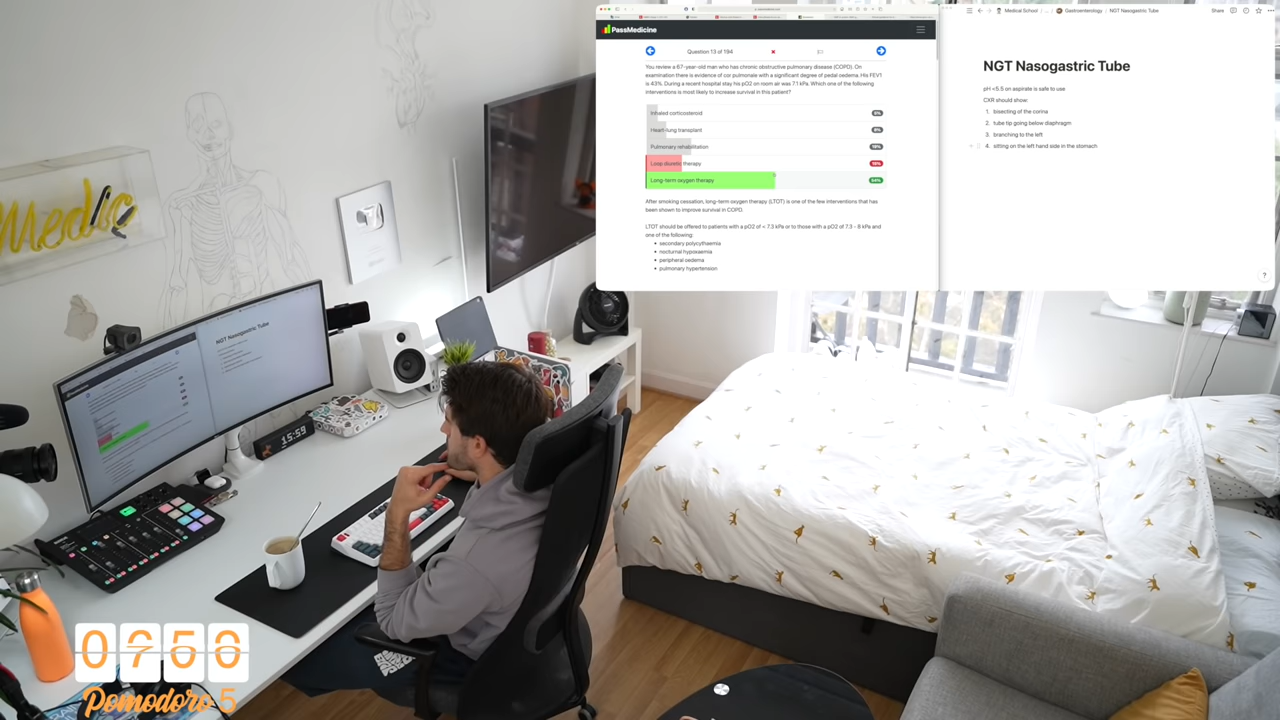 PassMedicine
Question 13 of 194
You review a 67-year-old man who has chronic obstructive pulmonary disease (COPD). On
examination there is evidence of cor pulmonale with a significant degree of pedal oedema. His FEV1
is 43%. During a recent hospital stay his pO2 on room air was 7.1 kPa. Which one of the following
interventions is most likely to increase survival in this patient?
Inhaled corticosteroid
Heart-lung transplant
Pulmonary rehabilitation
Loop diuretic therapy
Long-term oxygen therapy 54%
After smoking cessation, long-term oxygen therapy (LTOT) is one of the few interventions that has
been shown to improve survival in COPD.
LTOT should be offered to patients with a pO2 of < 7.3 kPa or to those with a pO2 of 7.3 - 8 kPa and
one of the following:
• secondary polycythaemia
• nocturnal hypoxaemia
• peripheral oedema
• pulmonary hypertension
Medical School / ... / Gastroenterology / NGT Nasogastric Tube
Share
NGT Nasogastric Tube
pH <5.5 on aspirate is safe to use
CXR should show:
1. bisecting of the corina
2. tube tip going below diaphragm
3. branching to the left
4. sitting on the left hand side in the stomach
?
Medic
NGT Nasogastric Tube
15:59
Pomodoro 5